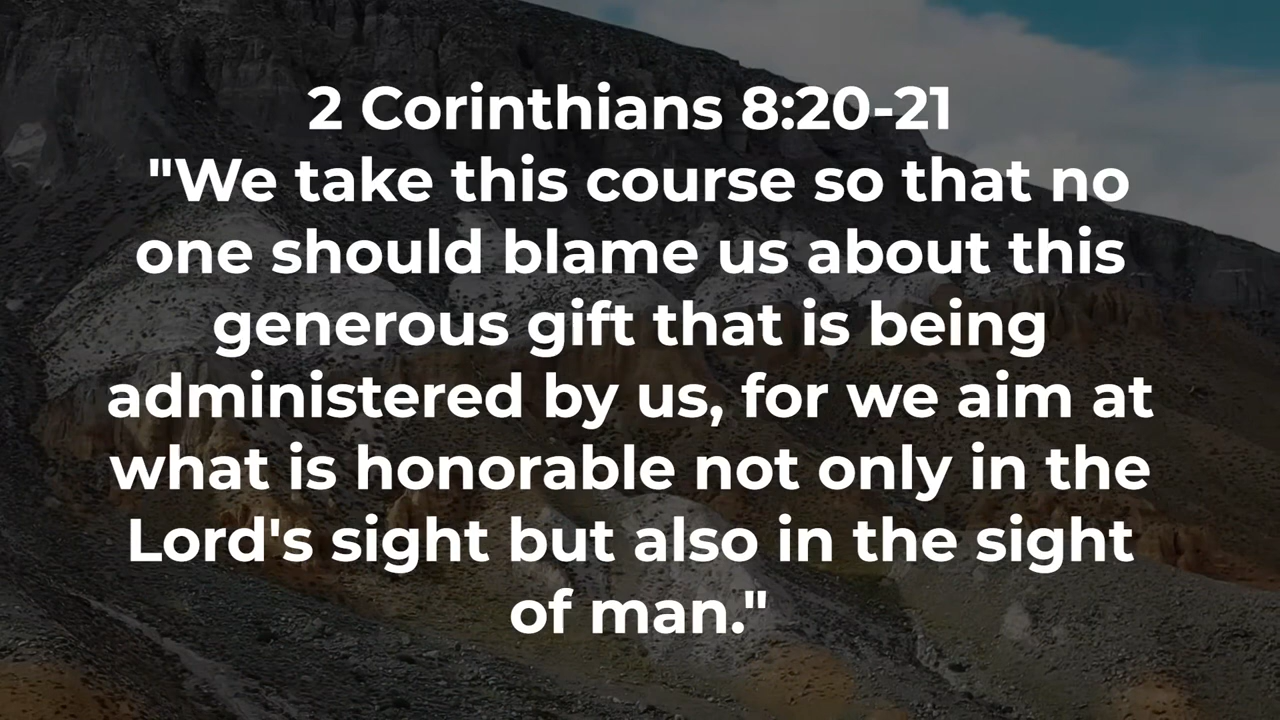 2 Corinthians 8:20-21
"We take this course so that no
one should blame us about this
generous gift that is being
administered by us, for we aim at
what is honorable not only in the
Lord's sight but also in the sight
of man."